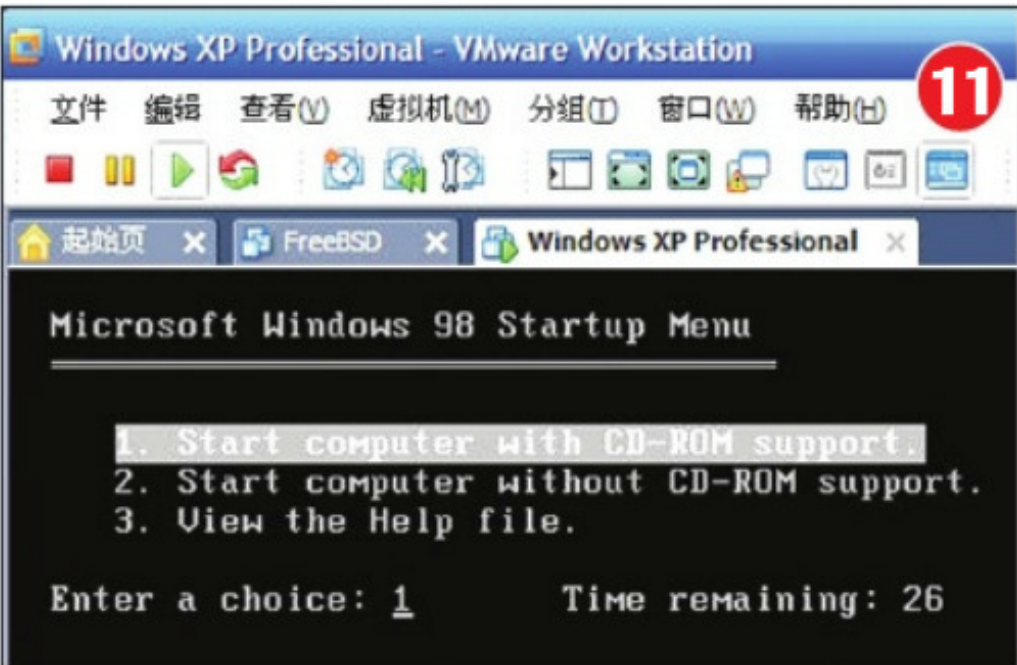 Windows XP Professional - VMware Workstation
11
文件 编辑 查看(V) 虚拟机(M) 分组(T) 窗口(W) 帮助(H)
起始页 FreeBSD Windows XP Professional
Microsoft Windows 98 Startup Menu
1. Start computer with CD-ROM support.
2. Start computer without CD-ROM support.
3. View the Help file.
Enter a choice: 1 Time remaining: 26